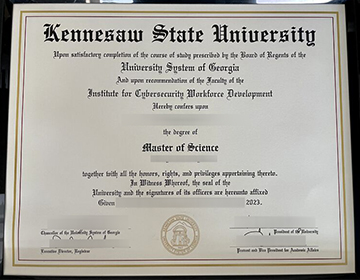 Kennesaw State University
Upon satisfactory completion of the course of study prescribed by the Board of Regents of the
University System of Georgia
And upon recommendation of the Faculty of the
Institute for Cybersecurity Workforce Development
Hereby confers upon
the degree of
Master of Science
together with all the honors, rights, and privileges appertaining thereto.
In Witness Whereof, the seal of the
University and the signatures of its officers are hereunto affixed
Given 2023.
Chancellor of the University System of Georgia
President of the University
Executive Director, Registrar
Provost and Vice President for Academic Affairs